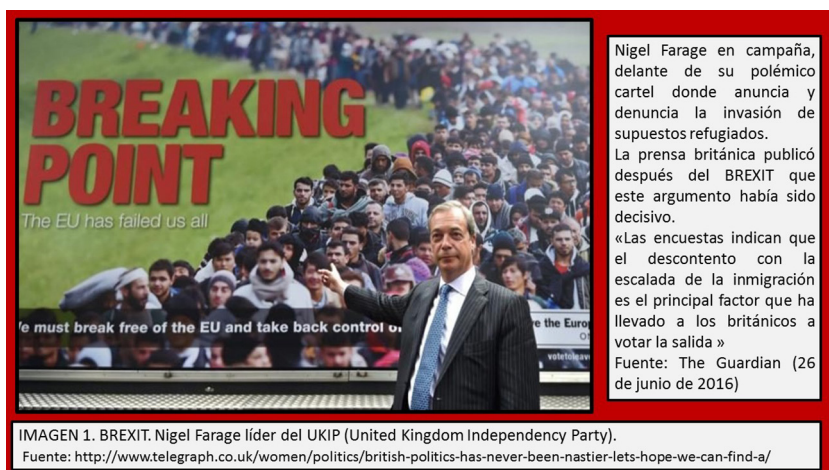 BREAKING
POINT
The EU has failed us all
e must break free of the EU and take back control
e the Euro
votetoleave
Nigel Farage en campaña,
delante de su polémico
cartel donde anuncia y
denuncia la invasión de
supuestos refugiados.
La prensa británica publicó
después del BREXIT que
este argumento había sido
decisivo.
«Las encuestas indican que
el descontento con la
escalada de la inmigración
es el principal factor que ha
llevado a los británicos a
votar la salida »
Fuente: The Guardian (26
de junio de 2016)
IMAGEN 1. BREXIT. Nigel Farage líder del UKIP (United Kingdom Independency Party).
Fuente: http://www.telegraph.co.uk/women/politics/british-politics-has-never-been-nastier-lets-hope-we-can-find-a/